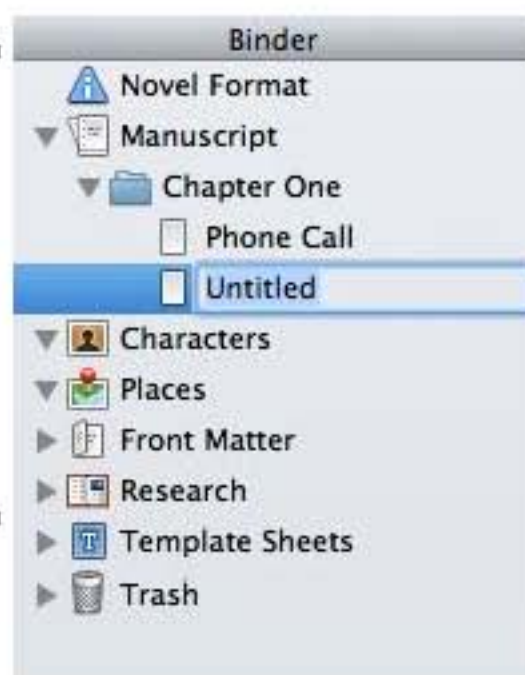 Binder
Novel Format
Manuscript
Chapter One
Phone Call
Untitled
Characters
Places
Front Matter
Research
Template Sheets
Trash